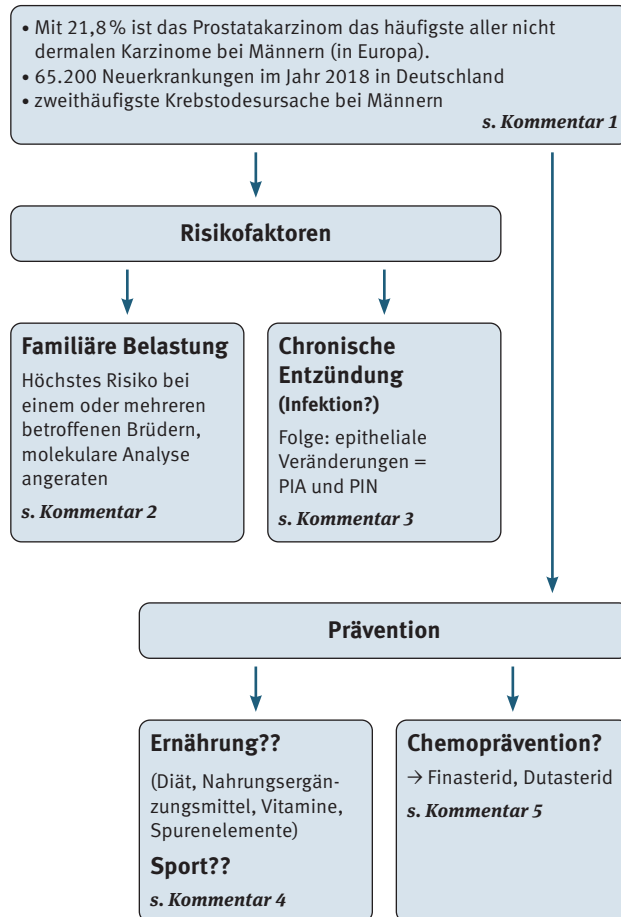 • Mit 21,8 % ist das Prostatakarzinom das häufigste aller nicht
dermalen Karzinome bei Männern (in Europa).
• 65.200 Neuerkrankungen im Jahr 2018 in Deutschland
• zweithäufigste Krebstodesursache bei Männern
s. Kommentar 1
Risikofaktoren
Familiäre Belastung
Höchstes Risiko bei
einem oder mehreren
betroffenen Brüdern,
molekulare Analyse
angeraten
s. Kommentar 2
Chronische
Entzündung
(Infektion?)
Folge: epitheliale
Veränderungen =
PIA und PIN
s. Kommentar 3
Prävention
Ernährung??
(Diät, Nahrungsergän-
zungsmittel, Vitamine,
Spurenelemente)
Sport??
s. Kommentar 4
Chemoprävention?
→ Finasterid, Dutasterid
s. Kommentar 5